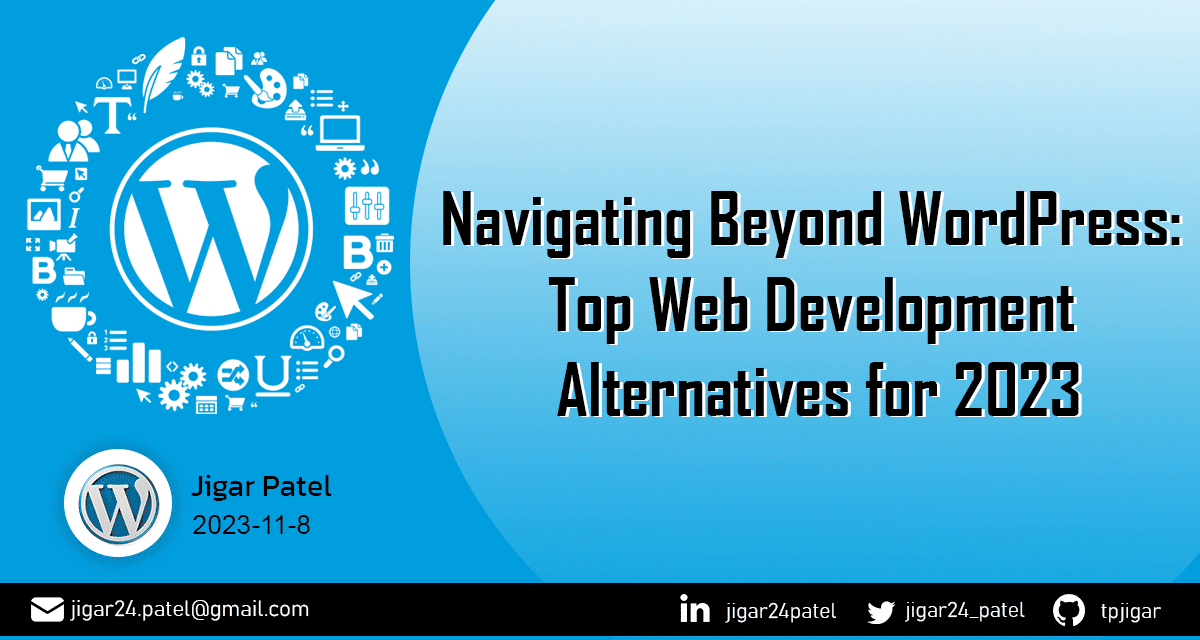 Navigating Beyond WordPress:
Top Web Development
Alternatives for 2023
Jigar Patel
2023-11-8
jigar24.patel@gmail.com
jigar24patel
jigar24_patel
tpjigar